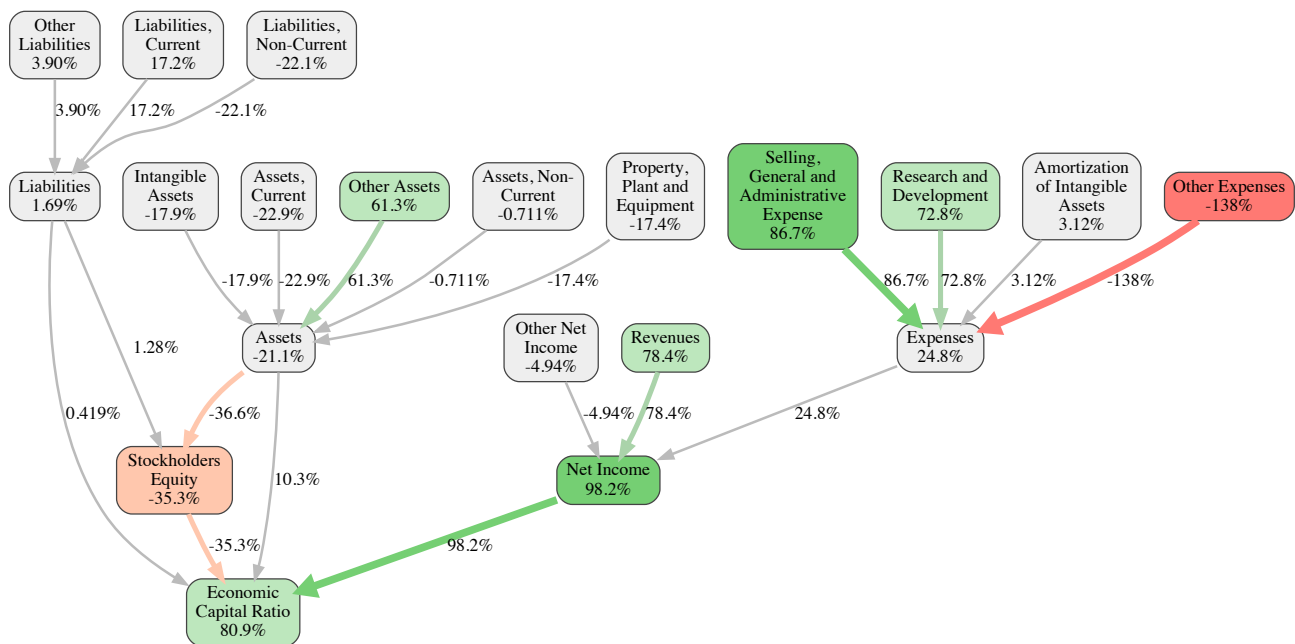 Other
Liabilities
3.90%
Liabilities,
Current
17.2%
Liabilities,
Non-Current
-22.1%
3.90%
17.2%
-22.1%
Liabilities
1.69%
Intangible
Assets
-17.9%
Assets,
Current
-22.9%
Other Assets
61.3%
Assets, Non-
Current
-0.711%
Property,
Plant and
Equipment
-17.4%
Selling,
General and
Administrative
Expense
86.7%
Research and
Development
72.8%
Amortization
of Intangible
Assets
3.12%
Other Expenses
-138%
-17.9%
-22.9%
61.3%
-0.711%
-17.4%
86.7%
72.8%
3.12%
-138%
Assets
-21.1%
Other Net
Income
-4.94%
Revenues
78.4%
Expenses
24.8%
1.28%
0.419%
-36.6%
-4.94%
78.4%
24.8%
Stockholders
Equity
-35.3%
10.3%
Net Income
98.2%
-35.3%
98.2%
Economic
Capital Ratio
80.9%